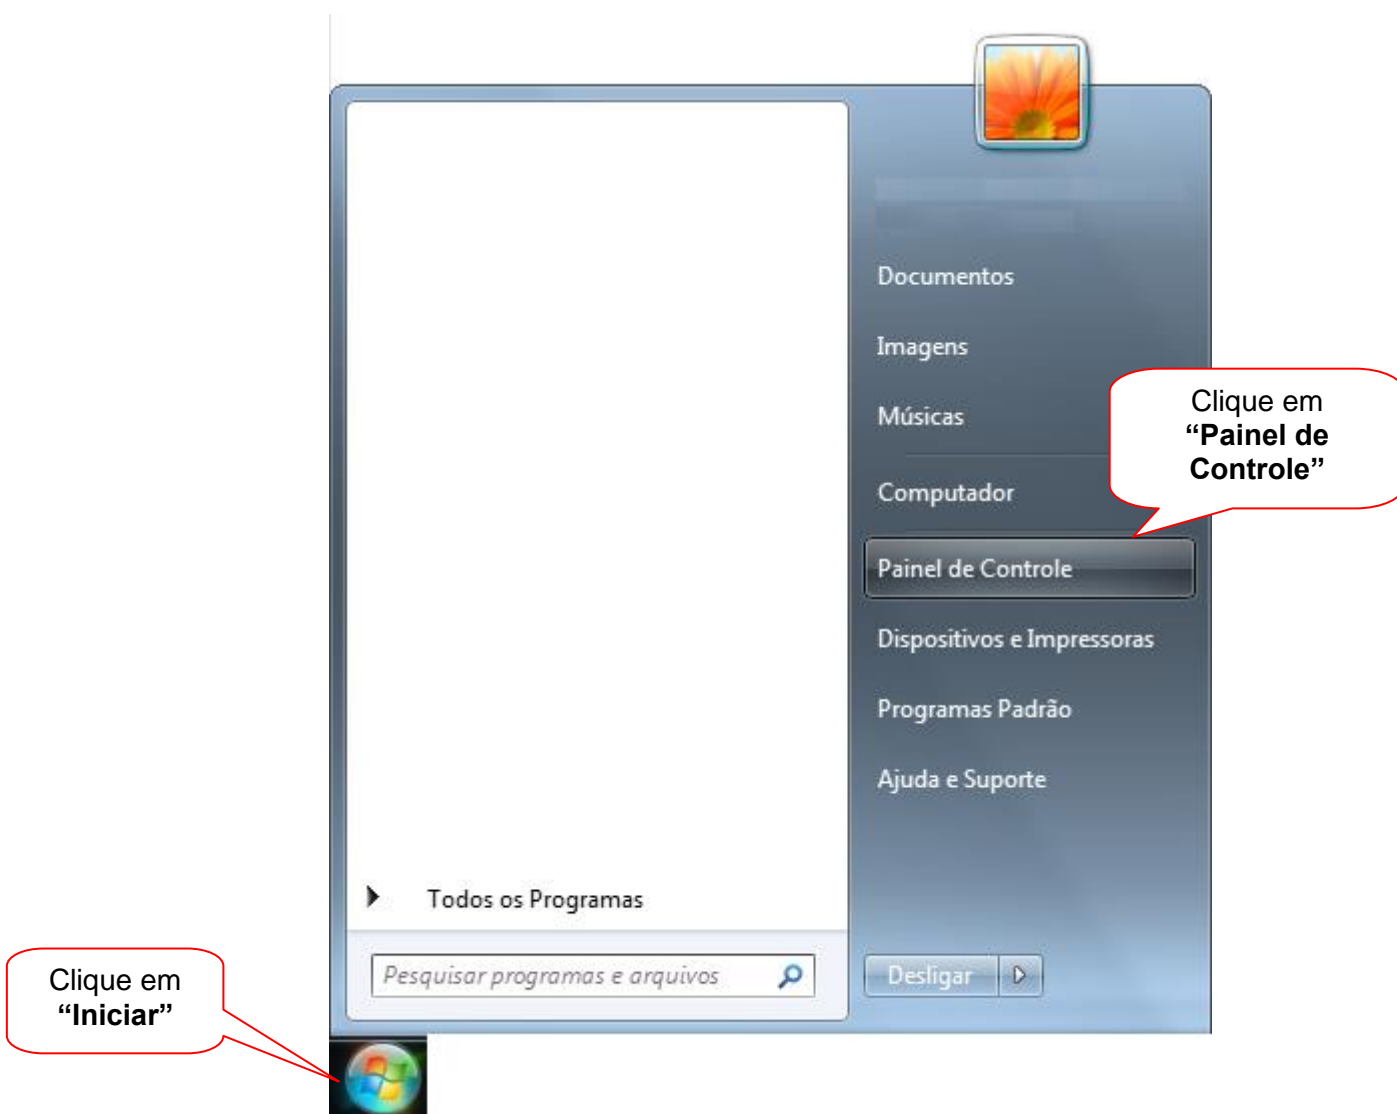 Documentos
Imagens
Músicas
Clique em
“Painel de
Controle”
Computador
Painel de Controle
Dispositivos e Impressoras
Programas Padrão
Ajuda e Suporte
Todos os Programas
Pesquisar programas e arquivos
Desligar
Clique em
“Iniciar”